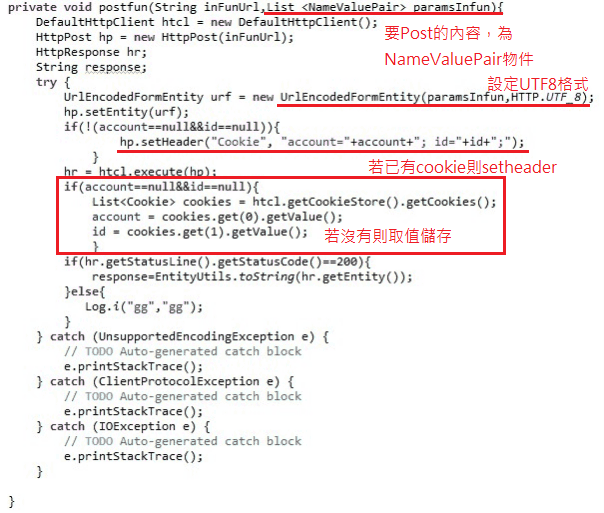 private void postfun(String inFunUrl,List <NameValuePair> paramsInfun){
DefaultHttpClient htcl = new DefaultHttpClient();
要Post的內容，為
HttpPost hp = new HttpPost(inFunUrl);
HttpResponse hr;
NameValuePair物件
String response;
try {
設定UTF8格式
UrlEncodedFormEntity urf = new UrlEncodedFormEntity(paramsInfun,HTTP.UTF_8);
hp.setEntity(urf);
if(!(account==null&&id==null)){
hp.setHeader("Cookie", "account="+account+"; id="+id+";");
}
若已有cookie則setheader
hr = htcl.execute(hp);
if(account==null&&id==null){
List<Cookie> cookies = htcl.getCookieStore().getCookies();
account = cookies.get(0).getValue();
id = cookies.get(1).getValue();
若沒有則取值儲存
}
if(hr.getStatusLine().getStatusCode()==200){
response=EntityUtils.toString(hr.getEntity());
}else{
Log.i("gg","gg");
}
} catch (UnsupportedEncodingException e) {
// TODO Auto-generated catch block
e.printStackTrace();
} catch (ClientProtocolException e) {
// TODO Auto-generated catch block
e.printStackTrace();
} catch (IOException e) {
// TODO Auto-generated catch block
e.printStackTrace();
}
}